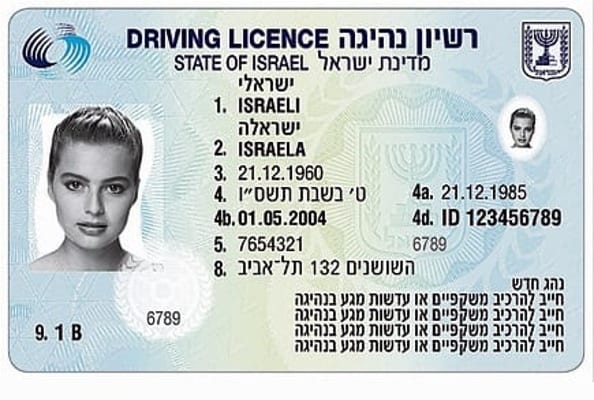 DRIVING LICENCE רשיון נהיגה
STATE OF ISRAEL מדינת ישראל
ישראלי
1. ISRAELI
ישראלה
2. ISRAELA
3. 21.12.1960
4. ט׳ בשבת תשס״ו 4a. 21.12.1985
4b. 01.05.2004 4d. ID 123456789
5. 7654321 6789
8. השושנים 132 תל־אביב
נהג חדש
חייב להרכיב משקפיים או עדשות מגע בנהיגה
חייב להרכיב משקפיים או עדשות מגע בנהיגה
חייב להרכיב משקפיים או עדשות מגע בנהיגה
חייב להרכיב משקפיים או עדשות מגע בנהיגה
6789
9. 1 B